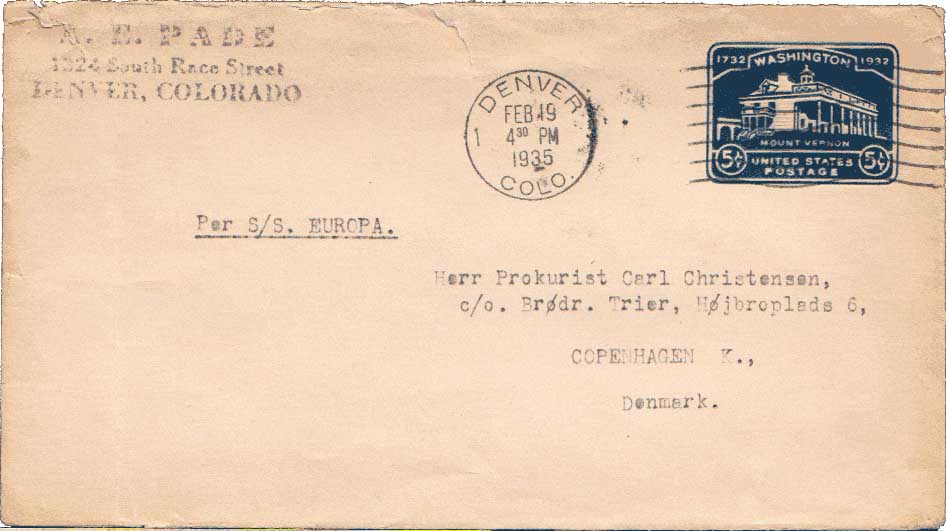 A. E. PADE
1324 South Race Street
DENVER, COLORADO
DENVER
FEB 19
1 4 30 PM
1935
COLO.
1732 WASHINGTON 1932
MOUNT VERNON
5¢ UNITED STATES 5¢
POSTAGE
Per S/S. EUROPA.
Herr Prokurist Carl Christensen,
c/o. Brødr. Trier, Højbroplads 6,
COPENHAGEN K.,
Denmark.